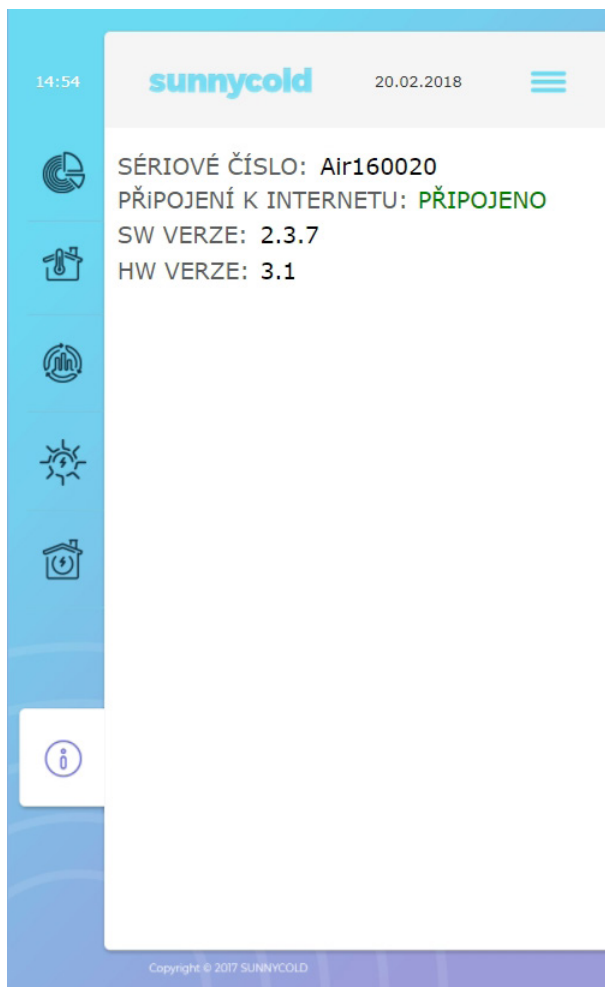 14:54
sunnycold
20.02.2018
SÉRIOVÉ ČÍSLO: Air160020
PŘiPOJENÍ K INTERNETU: PŘIPOJENO
SW VERZE: 2.3.7
HW VERZE: 3.1
Copyright © 2017 SUNNYCOLD